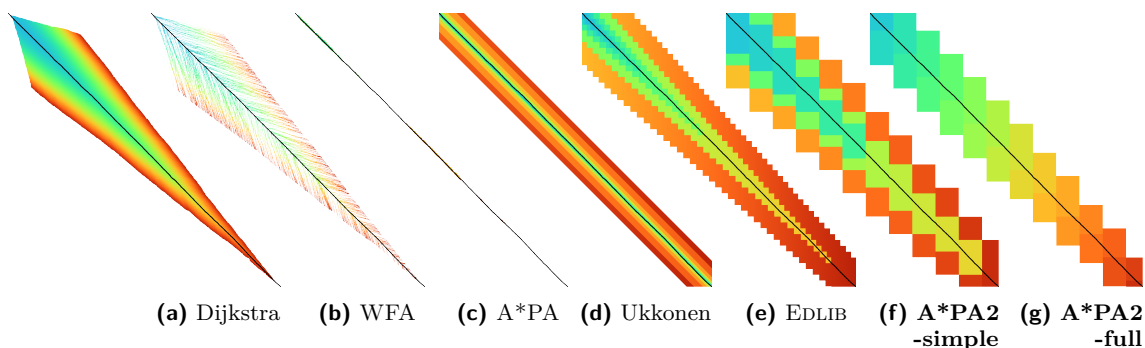 (a) Dijkstra (b) WFA (c) A*PA (d) Ukkonen (e) EDLIB (f) A*PA2 (g) A*PA2
-simple -full